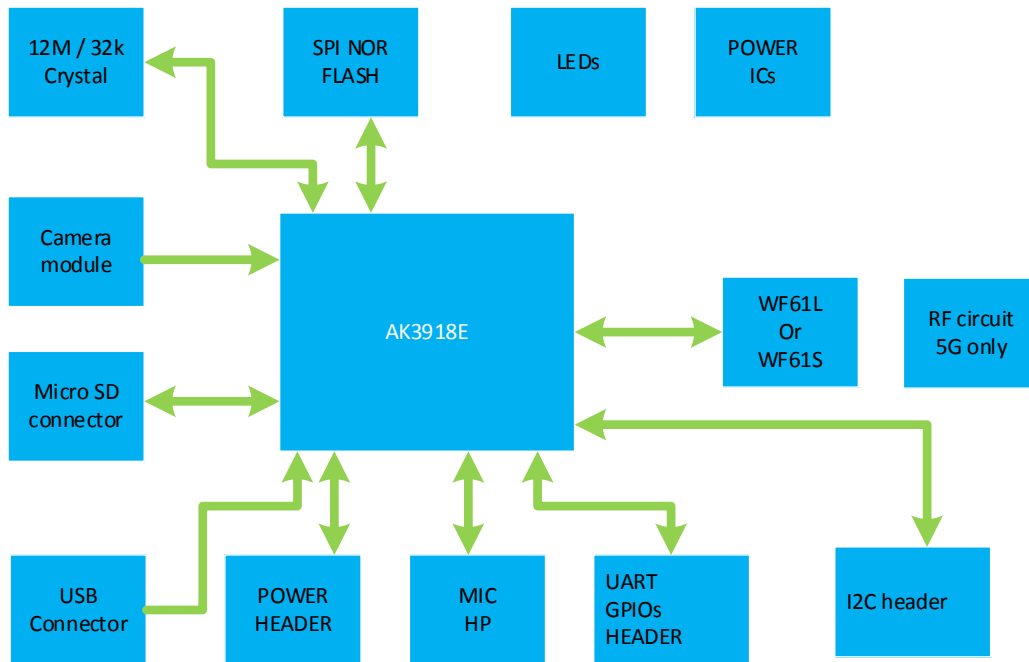 12M / 32k
Crystal
SPI NOR
FLASH
LEDs
POWER
ICs
Camera
module
AK3918E
WF61L
Or
WF61S
RF circuit
5G only
Micro SD
connector
USB
Connector
POWER
HEADER
MIC
HP
UART
GPIOs
HEADER
I2C header